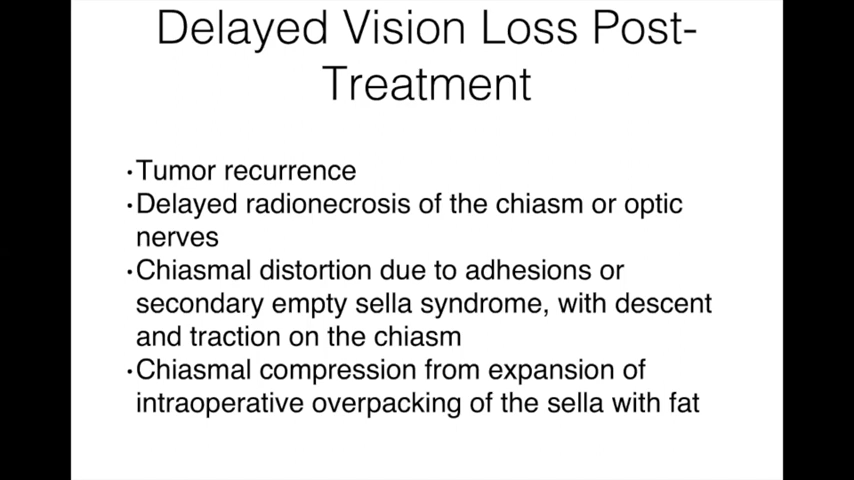 Delayed Vision Loss Post-
Treatment
·Tumor recurrence
·Delayed radionecrosis of the chiasm or optic
nerves
·Chiasmal distortion due to adhesions or
secondary empty sella syndrome, with descent
and traction on the chiasm
·Chiasmal compression from expansion of
intraoperative overpacking of the sella with fat